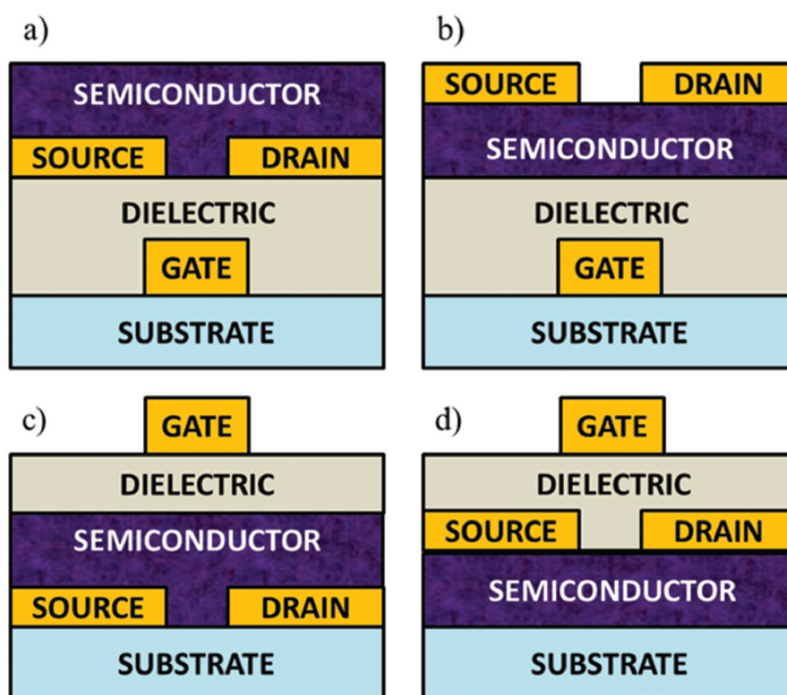 a)
SEMICONDUCTOR
SOURCE
DRAIN
DIELECTRIC
GATE
SUBSTRATE
b)
SOURCE
DRAIN
SEMICONDUCTOR
DIELECTRIC
GATE
SUBSTRATE
c)
GATE
DIELECTRIC
SEMICONDUCTOR
SOURCE
DRAIN
SUBSTRATE
d)
GATE
DIELECTRIC
SOURCE
DRAIN
SEMICONDUCTOR
SUBSTRATE